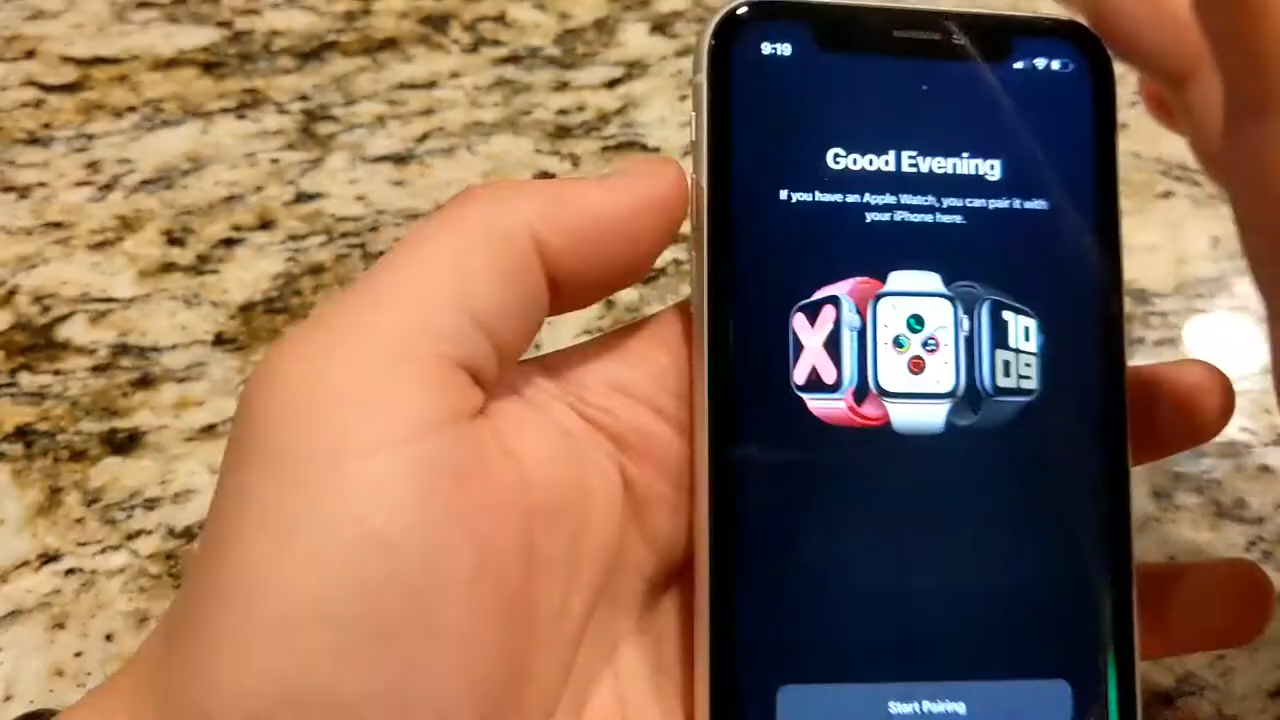 9:19
Good Evening
If you have an Apple Watch, you can pair it with
your iPhone here.
10
09
Start Pairing